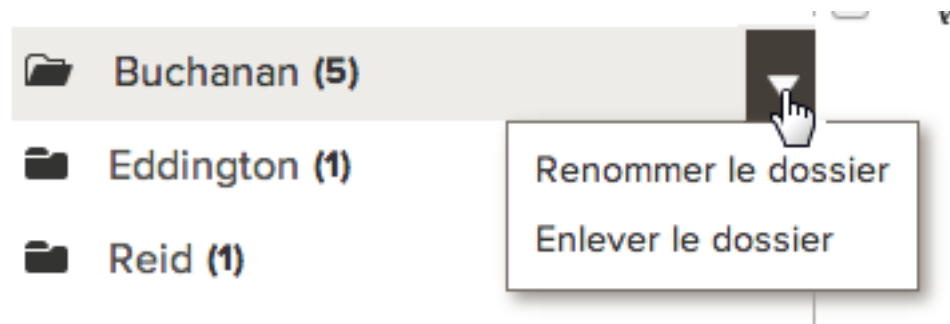 Buchanan (5)
Eddington (1)
Reid (1)
Renommer le dossier
Enlever le dossier